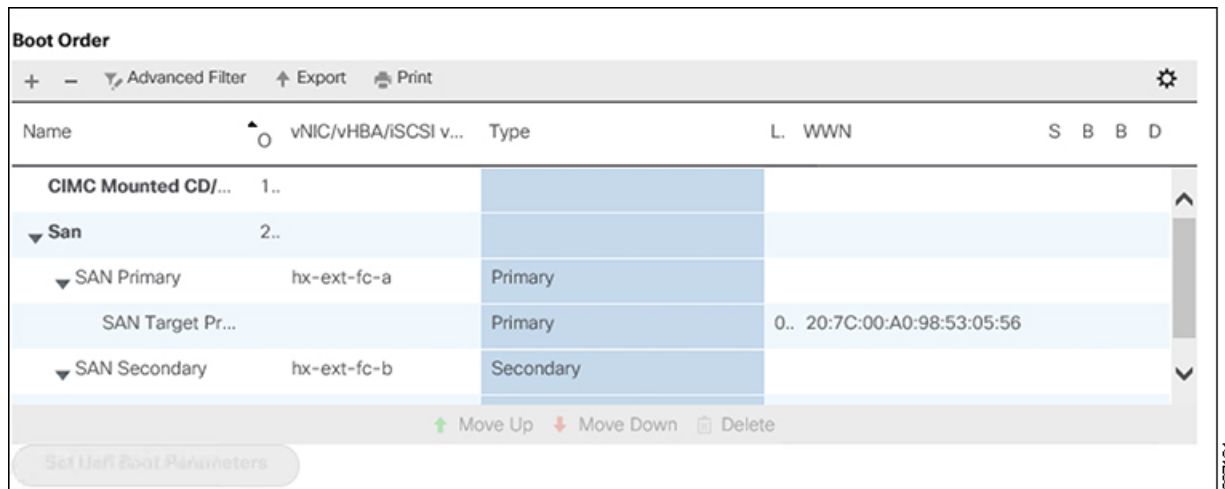 Boot Order
+ − Advanced Filter Export Print
Name O vNIC/vHBA/iSCSI v... Type L. WWN S B B D
CIMC Mounted CD/... 1..
San 2..
SAN Primary hx-ext-fc-a Primary
SAN Target Pr... Primary 0.. 20:7C:00:A0:98:53:05:56
SAN Secondary hx-ext-fc-b Secondary
Move Up Move Down Delete
Set Uefi Boot Parameters